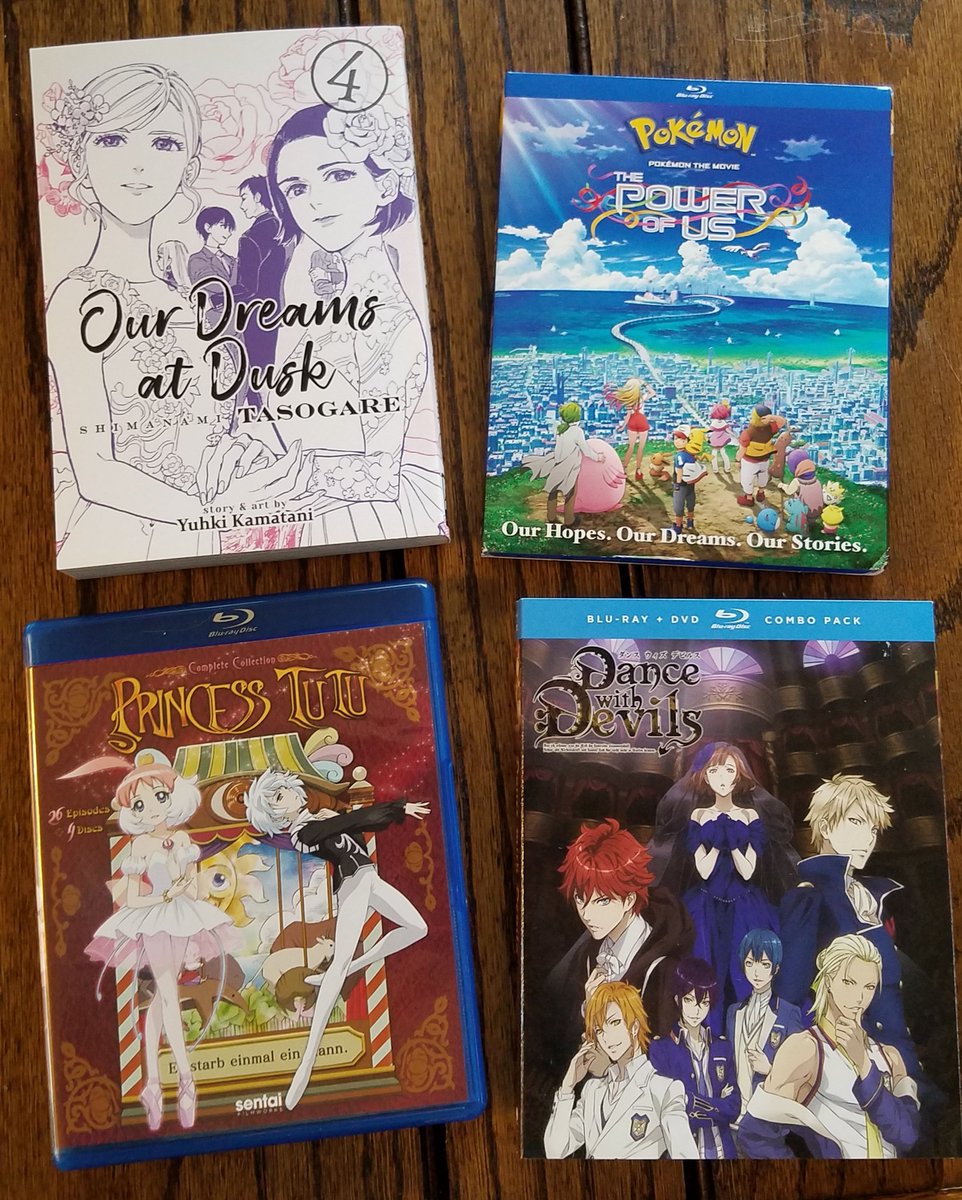 4
Our Dreams
at Dusk
SHIMANAMI TASOGARE
story & art by
Yuhki Kamatani
Blu-ray Disc
POKéMON
POKÉMON THE MOVIE
THE
POWER
OF US
Our Hopes. Our Dreams. Our Stories.
Blu-ray Disc
Complete Collection
PRINCESS TUTU
26 Episodes
4 Discs
starb einmal ein
sentai
FILMWORKS
BLU-RAY + DVD Blu-ray Disc COMBO PACK
ダンス ウィズ デビルス
Dance
with
Devils